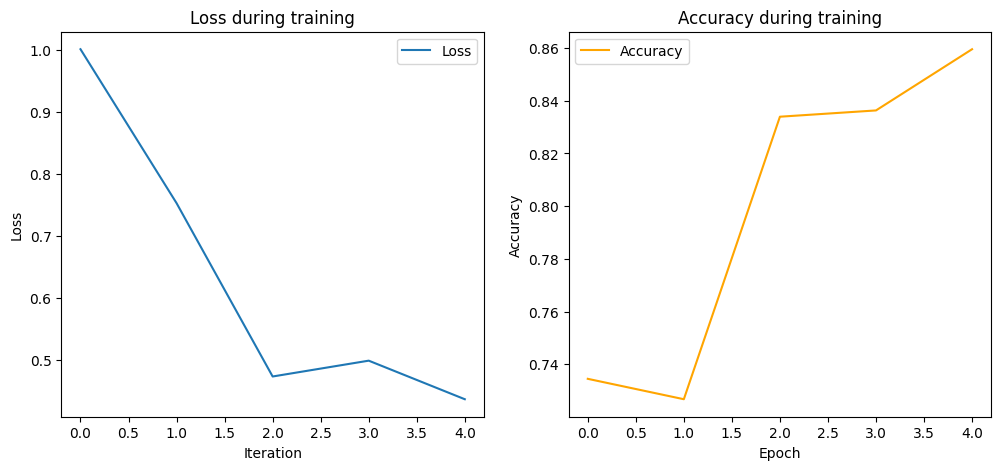 Loss during training
Loss
1.0
0.9
0.8
0.7
0.6
0.5
Loss
0.0 0.5 1.0 1.5 2.0 2.5 3.0 3.5 4.0
Iteration
Accuracy during training
Accuracy
0.86
0.84
0.82
0.80
0.78
0.76
0.74
Accuracy
0.0 0.5 1.0 1.5 2.0 2.5 3.0 3.5 4.0
Epoch